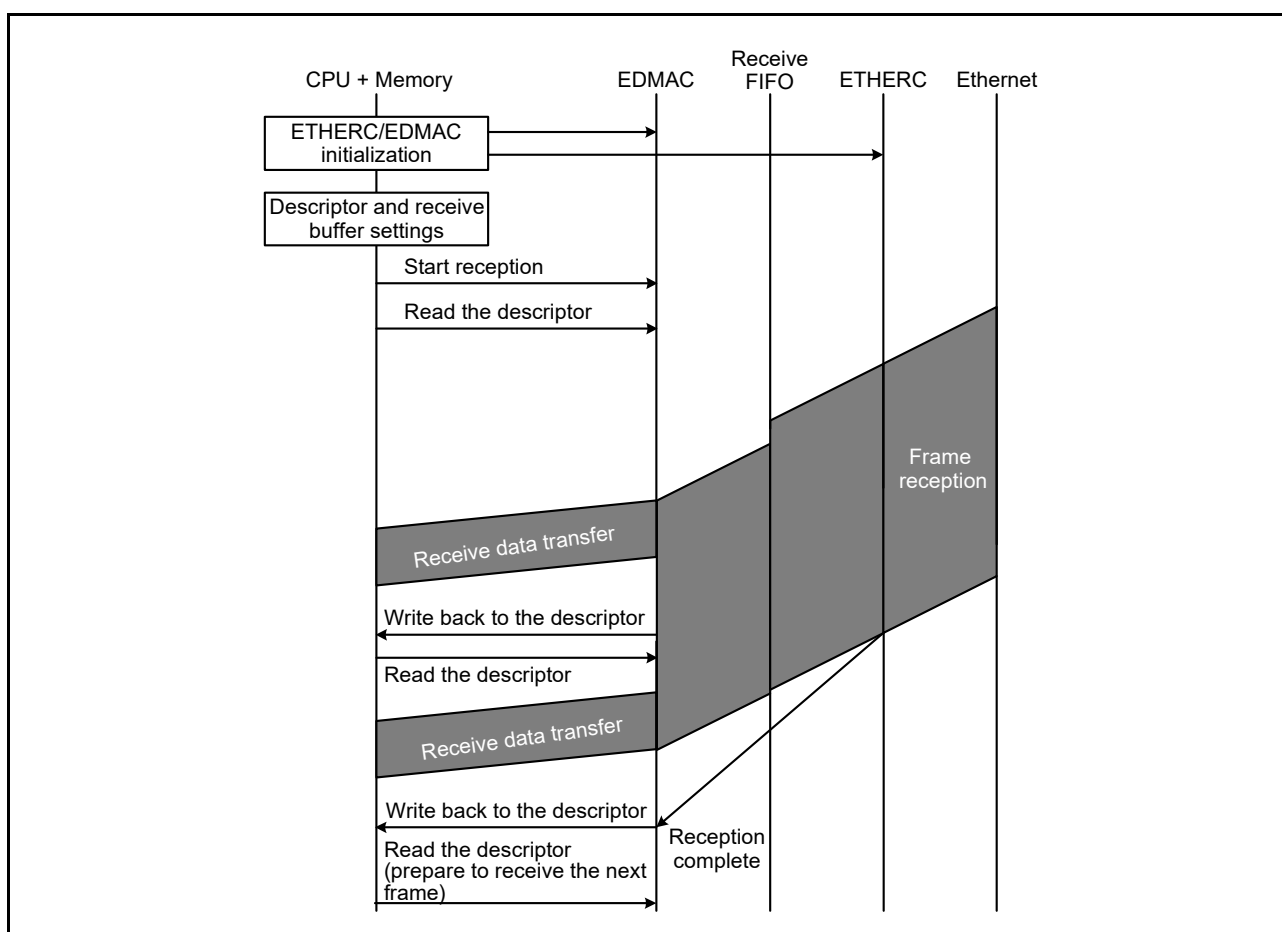 Receive
CPU + Memory EDMAC FIFO ETHERC Ethernet
ETHERC/EDMAC
initialization
Descriptor and receive
buffer settings
Start reception
Read the descriptor
Frame
reception
Receive data transfer
Write back to the descriptor
Read the descriptor
Receive data transfer
Write back to the descriptor
Reception
complete
Read the descriptor
(prepare to receive the next
frame)